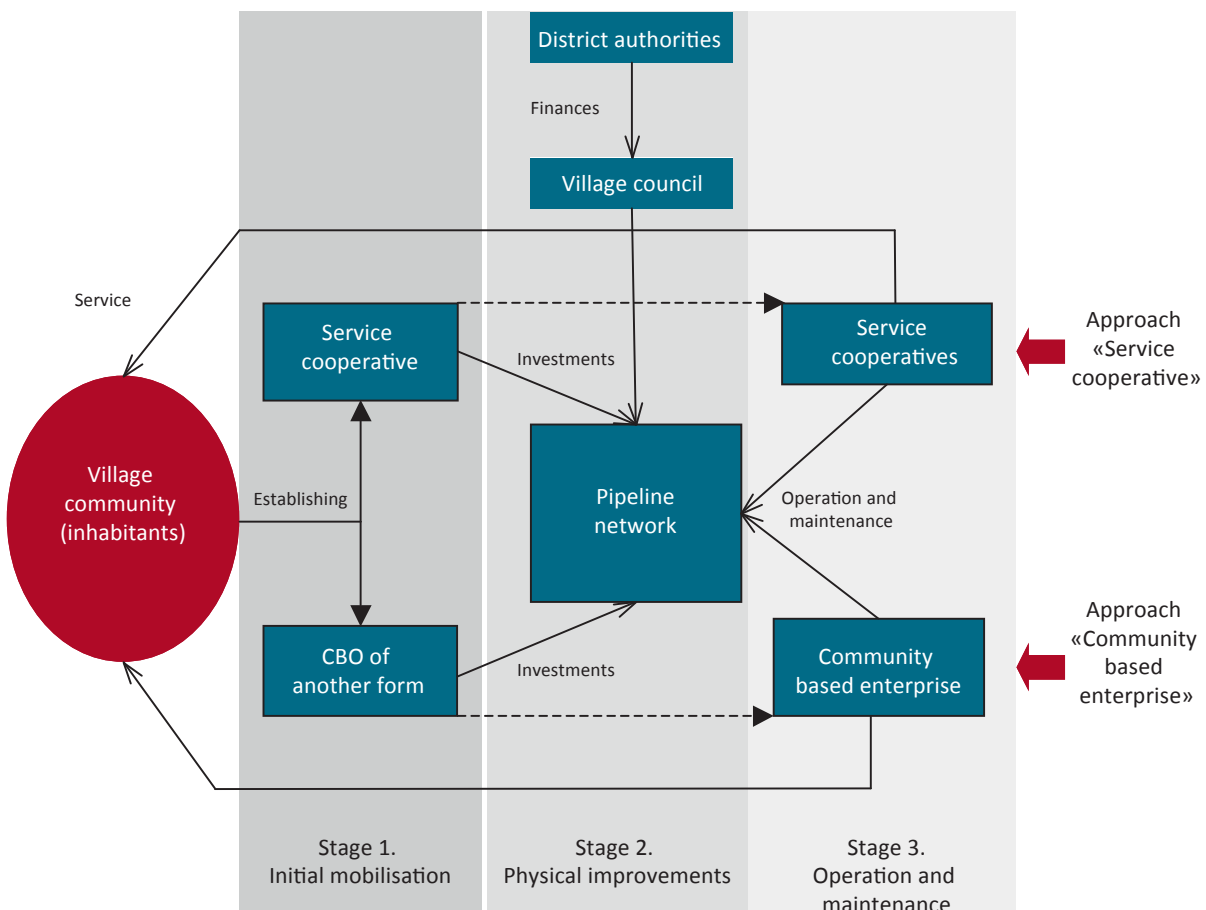 District authorities
Finances
Village council
Service
Service
cooperative
Investments
Service
cooperatives
Approach
«Service
cooperative»
Village
community
(inhabitants)
Establishing
Pipeline
network
Operation and
maintenance
CBO of
another form
Investments
Community
based enterprise
Approach
«Community
based
enterprise»
Stage 1.
Initial mobilisation
Stage 2.
Physical improvements
Stage 3.
Operation and
maintenance